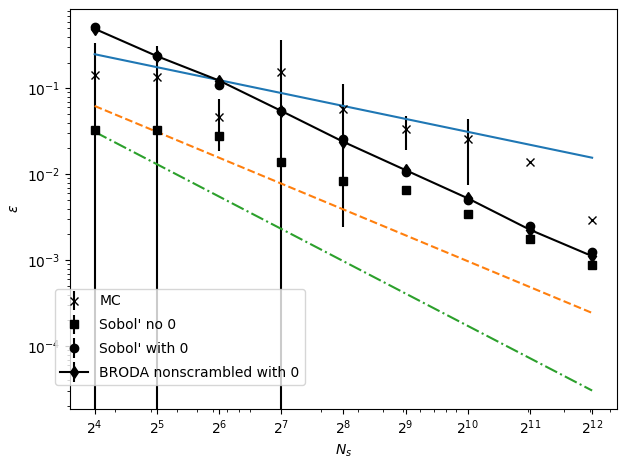 10⁻¹
10⁻²
10⁻³
10⁻⁴
ε
MC
Sobol' no 0
Sobol' with 0
BRODA nonscrambled with 0
2⁴ 2⁵ 2⁶ 2⁷ 2⁸ 2⁹ 2¹⁰ 2¹¹ 2¹²
Nₛ